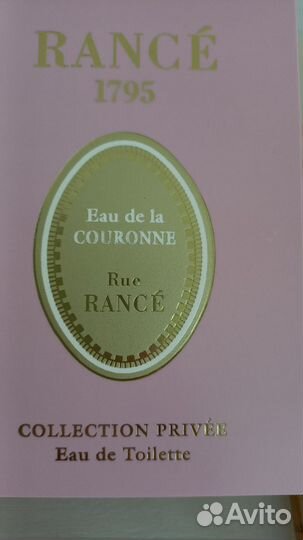 RANCÉ
1795
Eau de la
COURONNE
Rue
RANCÉ
COLLECTION PRIVÉE
Eau de Toilette
Avito